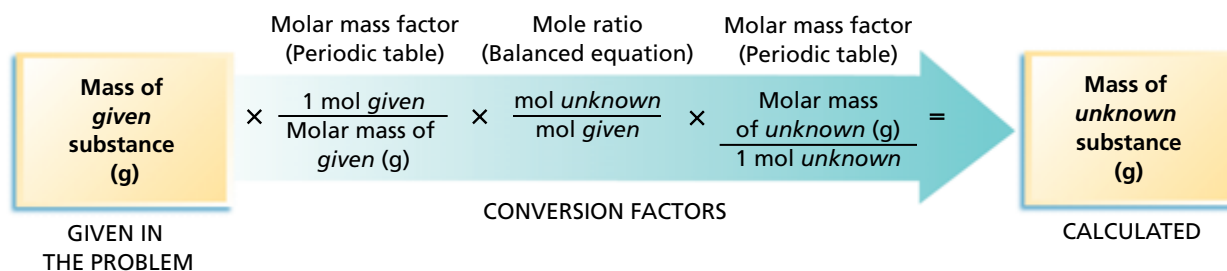 Molar mass factor
(Periodic table)
Mole ratio
(Balanced equation)
Molar mass factor
(Periodic table)
Mass of
given
substance
(g)
×
1 mol given
Molar mass of
given (g)
×
mol unknown
mol given
×
Molar mass
of unknown (g)
1 mol unknown
=
Mass of
unknown
substance
(g)
CONVERSION FACTORS
GIVEN IN
THE PROBLEM
CALCULATED